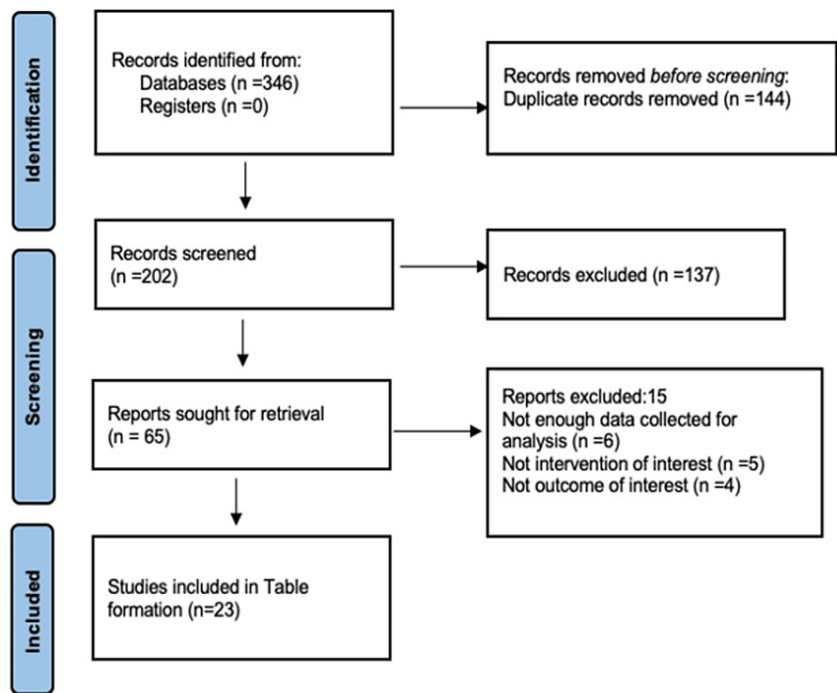 Identification
Records identified from:
Databases (n =346)
Registers (n =0)
Records removed before screening:
Duplicate records removed (n =144)
Screening
Records screened
(n =202)
Records excluded (n =137)
Reports sought for retrieval
(n = 65)
Reports excluded:15
Not enough data collected for
analysis (n =6)
Not intervention of interest (n =5)
Not outcome of interest (n =4)
Included
Studies included in Table
formation (n=23)